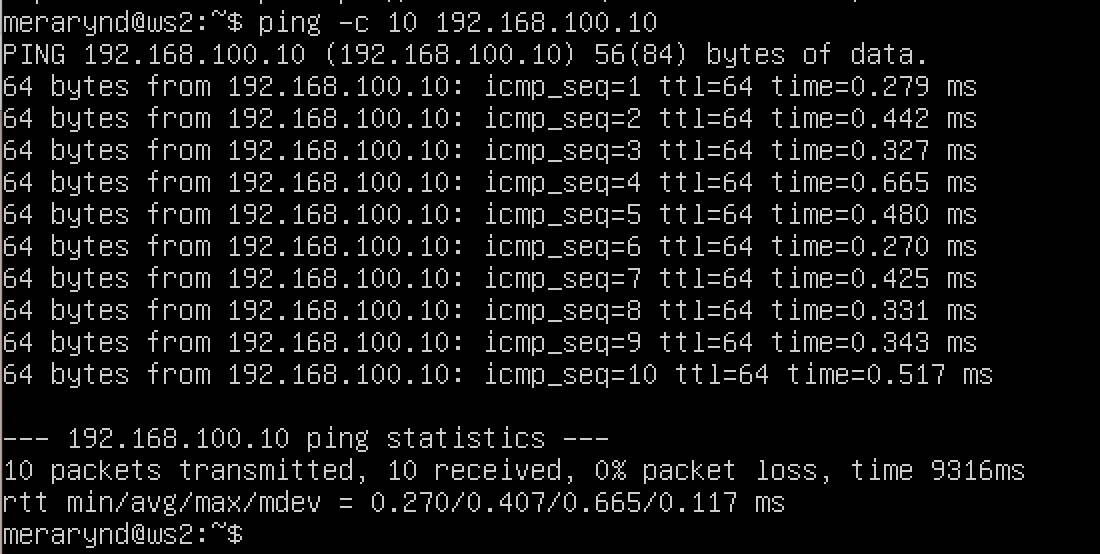 merarynd@ws2:~$ ping -c 10 192.168.100.10
PING 192.168.100.10 (192.168.100.10) 56(84) bytes of data.
64 bytes from 192.168.100.10: icmp_seq=1 ttl=64 time=0.279 ms
64 bytes from 192.168.100.10: icmp_seq=2 ttl=64 time=0.442 ms
64 bytes from 192.168.100.10: icmp_seq=3 ttl=64 time=0.327 ms
64 bytes from 192.168.100.10: icmp_seq=4 ttl=64 time=0.665 ms
64 bytes from 192.168.100.10: icmp_seq=5 ttl=64 time=0.480 ms
64 bytes from 192.168.100.10: icmp_seq=6 ttl=64 time=0.270 ms
64 bytes from 192.168.100.10: icmp_seq=7 ttl=64 time=0.425 ms
64 bytes from 192.168.100.10: icmp_seq=8 ttl=64 time=0.331 ms
64 bytes from 192.168.100.10: icmp_seq=9 ttl=64 time=0.343 ms
64 bytes from 192.168.100.10: icmp_seq=10 ttl=64 time=0.517 ms
--- 192.168.100.10 ping statistics ---
10 packets transmitted, 10 received, 0% packet loss, time 9316ms
rtt min/avg/max/mdev = 0.270/0.407/0.665/0.117 ms
merarynd@ws2:~$